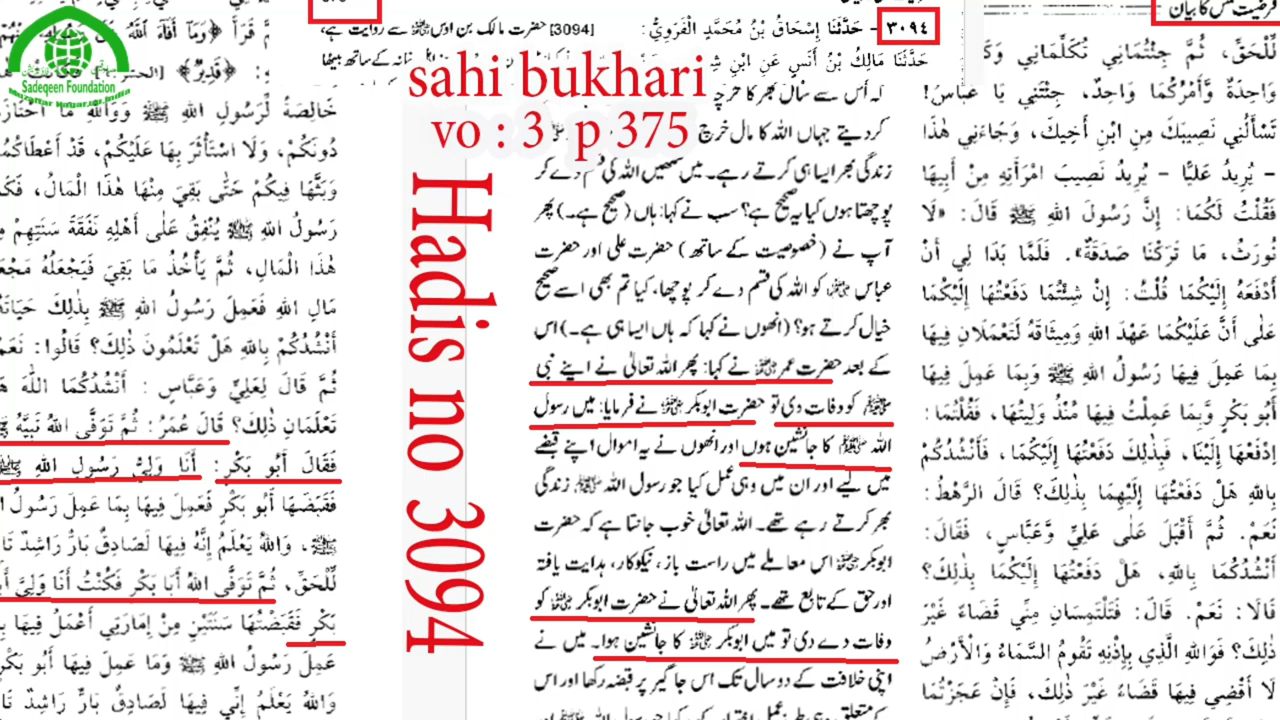 Sadeqeen Foundation
sahi bukhari
vo : 3 p 375
Hadis no 3094
قَرَأَ ﴿وَمَا أَفَاءَ اللهُ
﴿قَدِيرٌ﴾
خَالِصَةً لِّرَسُولِ اللهِ ﷺ وَوَاللهِ مَا
دُونَكُمْ، وَلَا اسْتَأْثَرَ بِهَا عَلَيْكُمْ، قَدْ أَعْطَاكُمُ
وَبَثَّهَا فِيكُمْ حَتَّى بَقِيَ مِنْهَا هٰذَا الْمَالُ،
رَسُولُ اللهِ ﷺ يُنْفِقُ عَلَى أَهْلِهِ نَفَقَةَ سَنَتِهِمْ
هٰذَا الْمَالِ، ثُمَّ يَأْخُذُ مَا بَقِيَ فَيَجْعَلُهُ
مَالِ اللهِ فَعَمِلَ رَسُولُ اللهِ ﷺ بِذٰلِكَ
أَنْشُدُكُمْ بِاللهِ هَلْ تَعْلَمُونَ ذٰلِكَ؟ قَالُوا: نَعَمْ
ثُمَّ قَالَ لِعَلِيٍّ وَعَبَّاسٍ: أَنْشُدُكُمَا اللهَ
تَعْلَمَانِ ذٰلِكَ؟ قَالَ عُمَرُ: ثُمَّ تَوَفَّى اللهُ نَبِيَّهُ
فَقَالَ أَبُو بَكْرٍ: أَنَا وَلِيُّ رَسُولِ اللهِ ﷺ
فَقَبَضَهَا أَبُو بَكْرٍ فَعَمِلَ فِيهَا بِمَا عَمِلَ رَسُولُ
ﷺ، وَاللهُ يَعْلَمُ إِنَّهُ فِيهَا لَصَادِقٌ بَارٌّ رَاشِدٌ
لِّلْحَقِّ، ثُمَّ تَوَفَّى اللهُ أَبَا بَكْرٍ فَكُنْتُ أَنَا وَلِيَّ
بَكْرٍ فَقَبَضْتُهَا سَنَتَيْنِ مِنْ إِمَارَتِي أَعْمَلُ فِيهَا
عَمِلَ رَسُولُ اللهِ ﷺ وَمَا عَمِلَ فِيهَا أَبُو بَكْرٍ
وَاللهُ يَعْلَمُ إِنِّي فِيهَا لَصَادِقٌ بَارٌّ رَاشِدٌ
٣٠٩٤ - حَدَّثَنَا إِسْحَاقُ بْنُ مُحَمَّدٍ الْفَرْوِيُّ:
حَدَّثَنَا مَالِكُ بْنُ أَنَسٍ عَنِ ابْنِ
[3094] حضرت مالک بن اوس ؓ سے روایت ہے،
کہ اس سے سال بھر کا خرچہ
کر دیتے جہاں اللہ کا مال خرچ
زندگی بھر ایسا ہی کرتے رہے۔ میں تمھیں اللہ کی قسم دے کر
پوچھتا ہوں کیا یہ صحیح ہے؟ سب نے کہا: ہاں (صحیح ہے۔) پھر
آپ نے (خصوصیت کے ساتھ) حضرت علی اور حضرت
عباس ؓ کو اللہ کی قسم دے کر پوچھا، کیا تم بھی اسے صحیح
خیال کرتے ہو؟ (انھوں نے کہا کہ ہاں ایسا ہی ہے۔) اس
کے بعد حضرت عمر ؓ نے کہا: پھر اللہ تعالیٰ نے اپنے نبی
ﷺ کو وفات دی تو حضرت ابوبکر ؓ نے فرمایا: میں رسول
اللہ ﷺ کا جانشین ہوں اور انھوں نے یہ اموال اپنے قبضے
میں لیے اور ان میں وہی عمل کیا جو رسول اللہ ﷺ زندگی
بھر کرتے رہے تھے۔ اللہ تعالیٰ خوب جانتا ہے کہ حضرت
ابوبکر ؓ اس معاملے میں راست باز، نیکوکار، ہدایت یافتہ
اور حق کے تابع تھے۔ پھر اللہ تعالیٰ نے حضرت ابوبکر ؓ کو
وفات دے دی تو میں ابوبکر ؓ کا جانشین ہوا۔ میں نے
اپنی خلافت کے دو سال تک اس جاگیر پر قبضہ رکھا اور اس
لِّلْحَقِّ، ثُمَّ جِئْتُمَانِي تُكَلِّمَانِي
وَاحِدَةٌ وَأَمْرُكُمَا وَاحِدٌ، جِئْتَنِي يَا عَبَّاسُ!
تَسْأَلُنِي نَصِيبَكَ مِنِ ابْنِ أَخِيكَ، وَجَاءَنِي هٰذَا
- يُرِيدُ عَلِيًّا - يُرِيدُ نَصِيبَ امْرَأَتِهِ مِنْ أَبِيهَا
فَقُلْتُ لَكُمَا: إِنَّ رَسُولَ اللهِ ﷺ قَالَ: «لَا
نُورَثُ، مَا تَرَكْنَا صَدَقَةٌ». فَلَمَّا بَدَا لِي أَنْ
أَدْفَعَهُ إِلَيْكُمَا قُلْتُ: إِنْ شِئْتُمَا دَفَعْتُهَا إِلَيْكُمَا
عَلَى أَنَّ عَلَيْكُمَا عَهْدَ اللهِ وَمِيثَاقَهُ لَتَعْمَلَانِ فِيهَا
بِمَا عَمِلَ فِيهَا رَسُولُ اللهِ ﷺ وَبِمَا عَمِلَ فِيهَا
أَبُو بَكْرٍ وَّبِمَا عَمِلْتُ فِيهَا مُنْذُ وَلِيتُهَا، فَقُلْتُمَا:
اِدْفَعْهَا إِلَيْنَا، فَبِذٰلِكَ دَفَعْتُهَا إِلَيْكُمَا، فَأَنْشُدُكُمْ
بِاللهِ هَلْ دَفَعْتُهَا إِلَيْهِمَا بِذٰلِكَ؟ قَالَ الرَّهْطُ:
نَعَمْ. ثُمَّ أَقْبَلَ عَلَى عَلِيٍّ وَّعَبَّاسٍ، فَقَالَ:
أَنْشُدُكُمَا بِاللهِ، هَلْ دَفَعْتُهَا إِلَيْكُمَا بِذٰلِكَ؟
قَالَا: نَعَمْ. قَالَ: فَتَلْتَمِسَانِ مِنِّي قَضَاءً غَيْرَ
ذٰلِكَ؟ فَوَاللهِ الَّذِي بِإِذْنِهِ تَقُومُ السَّمَاءُ وَالْأَرْضُ
لَا أَقْضِي فِيهَا قَضَاءً غَيْرَ ذٰلِكَ، فَإِنْ عَجَزْتُمَا